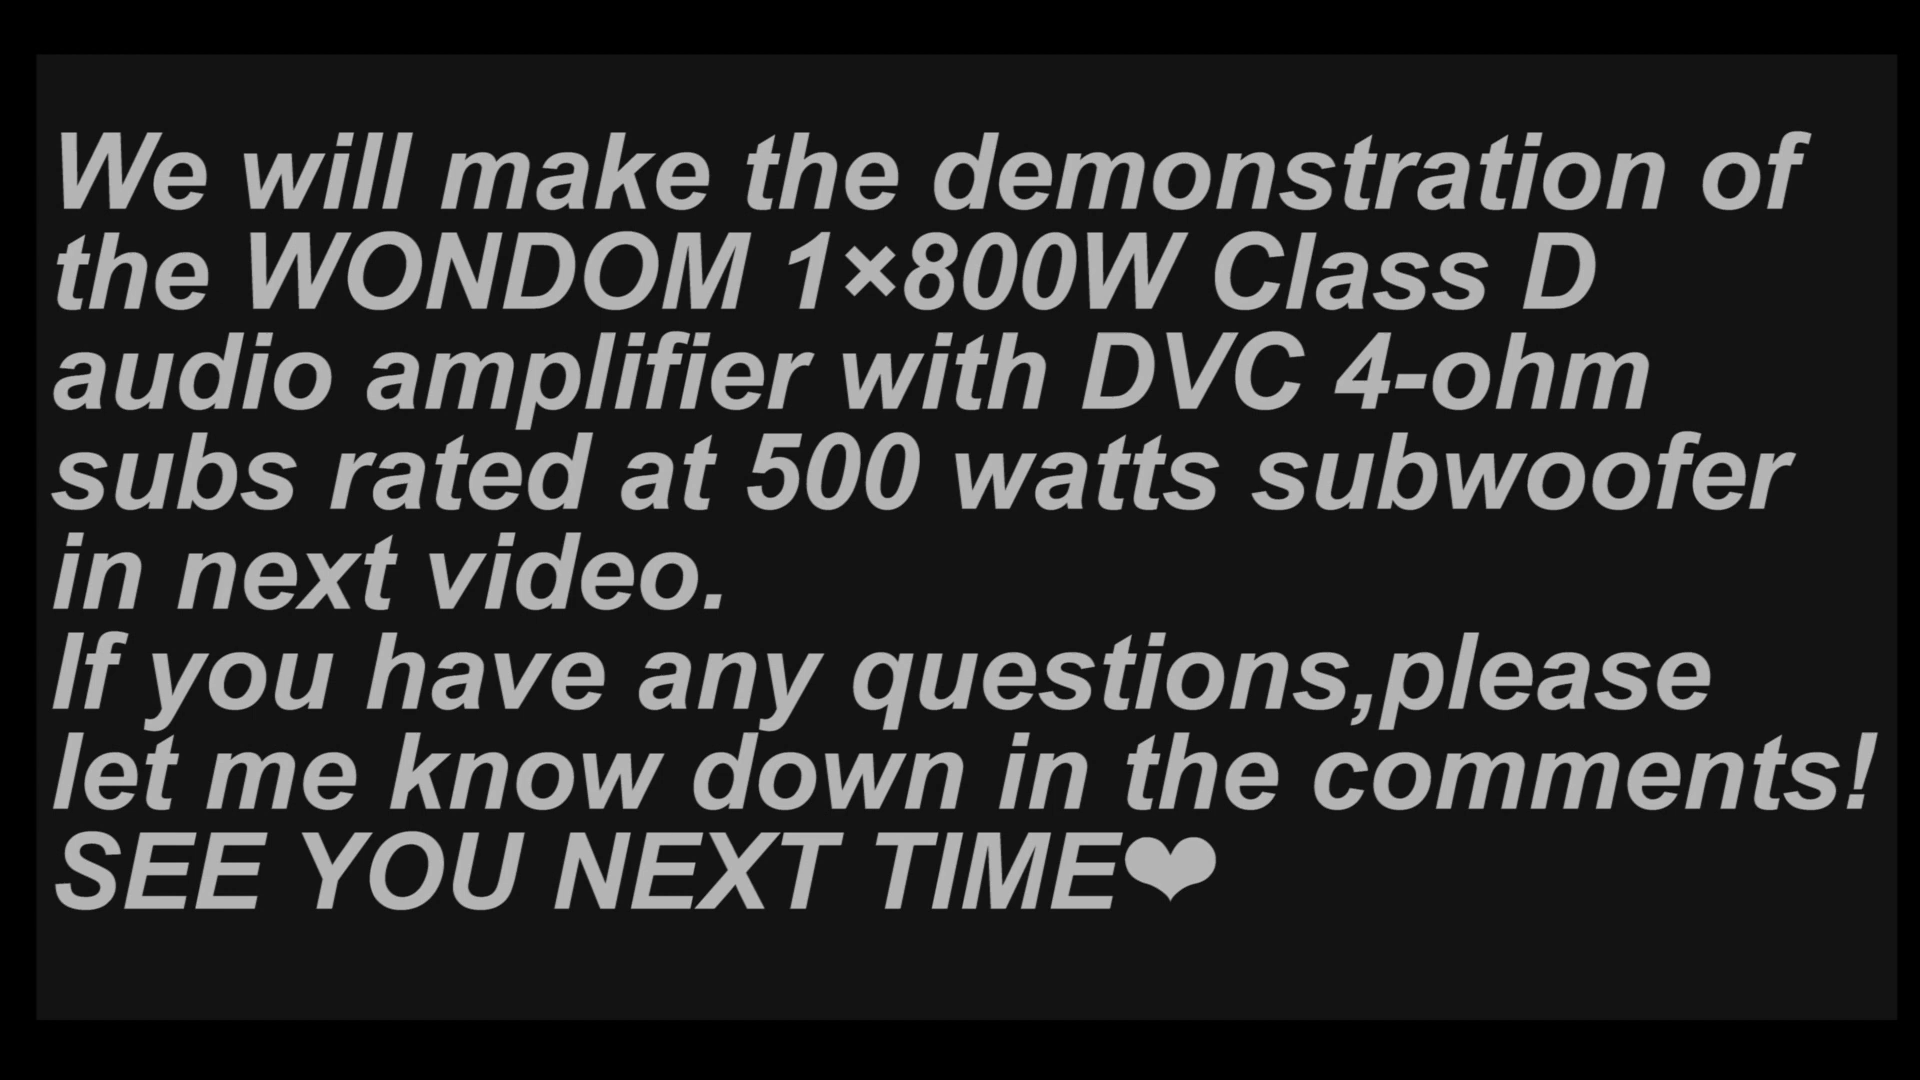 We will make the demonstration of
the WONDOM 1×800W Class D
audio amplifier with DVC 4-ohm
subs rated at 500 watts subwoofer
in next video.
If you have any questions,please
let me know down in the comments!
SEE YOU NEXT TIME❤